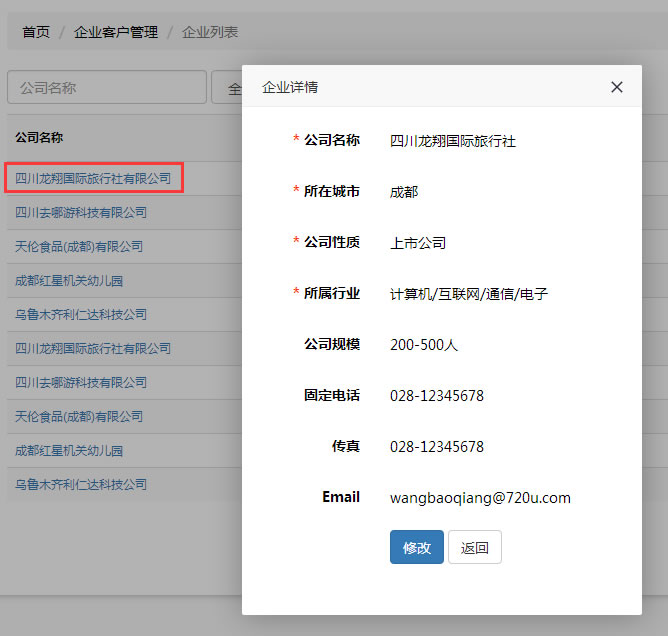 首页 / 企业客户管理 / 企业列表
公司名称
全
公司名称
四川龙翔国际旅行社有限公司
四川去哪游科技有限公司
天伦食品(成都)有限公司
成都红星机关幼儿园
乌鲁木齐利仁达科技公司
四川龙翔国际旅行社有限公司
四川去哪游科技有限公司
天伦食品(成都)有限公司
成都红星机关幼儿园
乌鲁木齐利仁达科技公司
企业详情 ×
* 公司名称 四川龙翔国际旅行社
* 所在城市 成都
* 公司性质 上市公司
* 所属行业 计算机/互联网/通信/电子
公司规模 200-500人
固定电话 028-12345678
传真 028-12345678
Email wangbaoqiang@720u.com
修改 返回